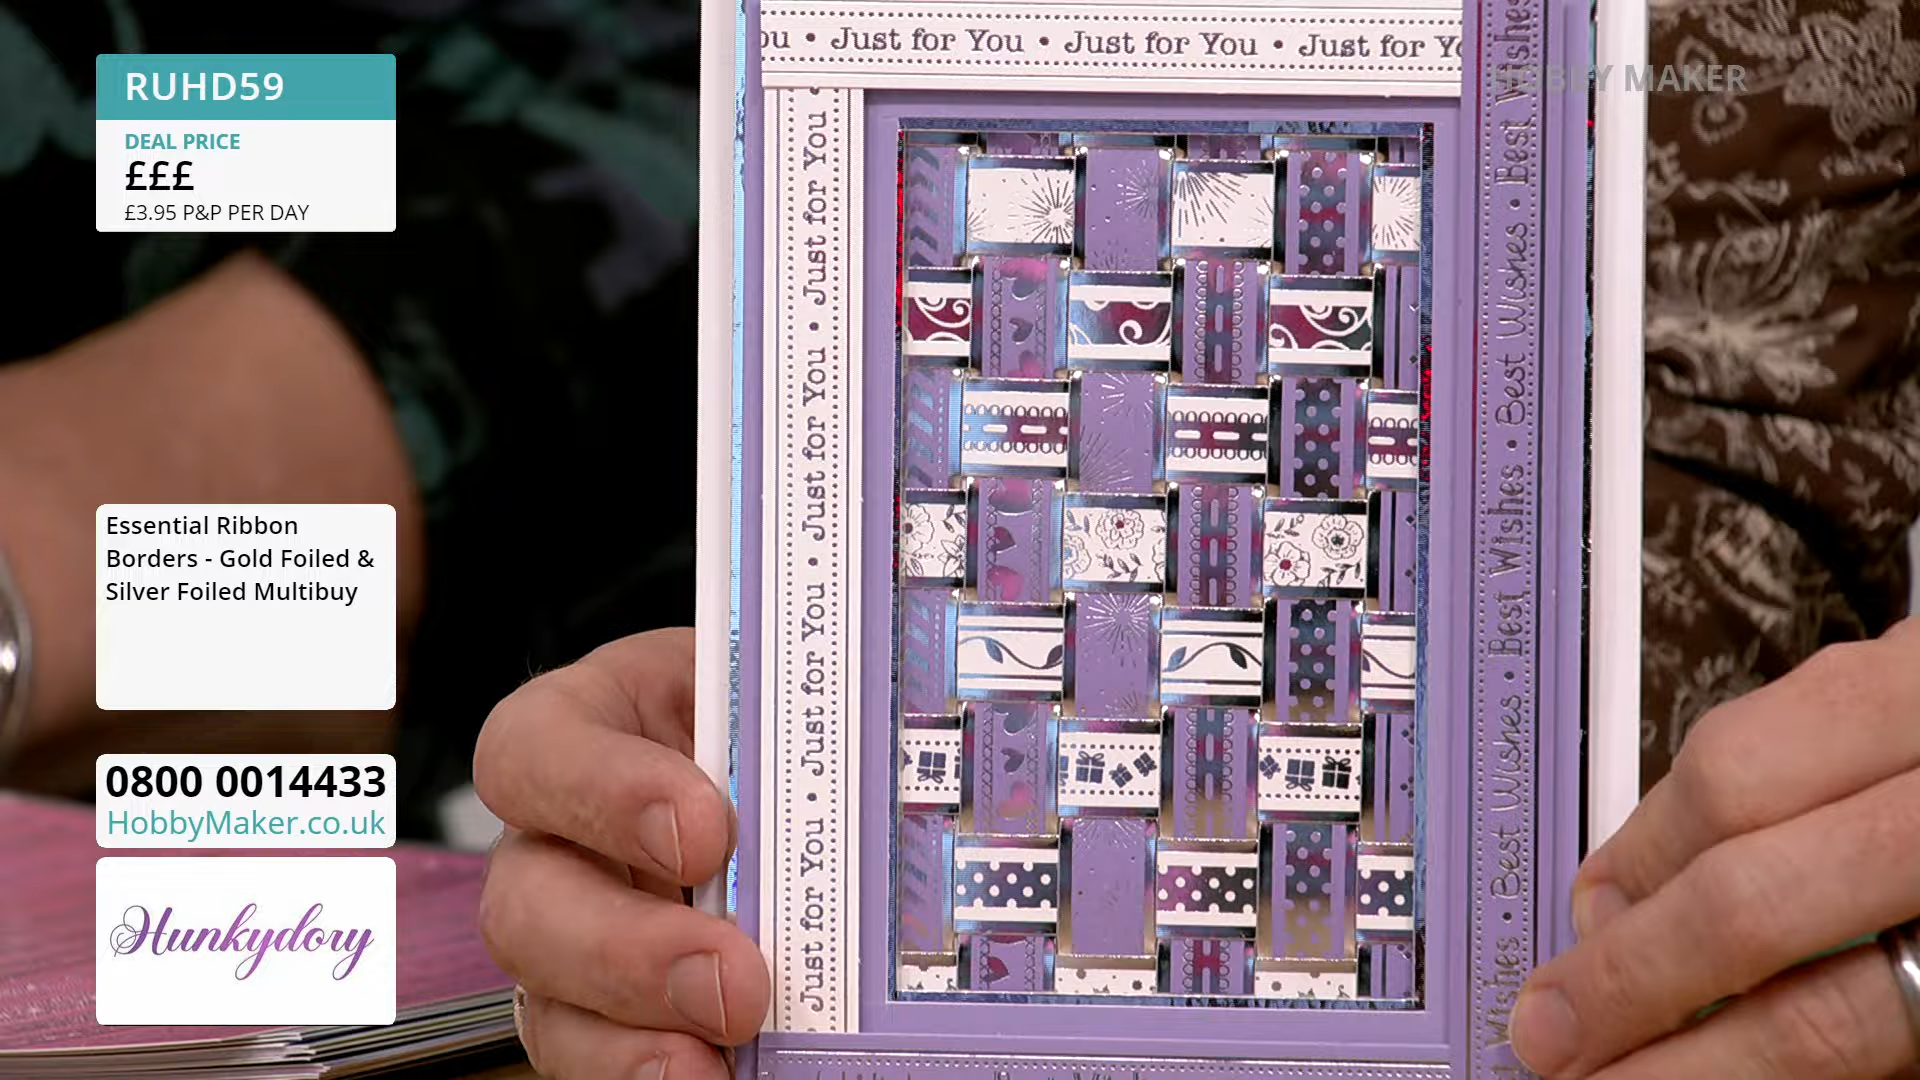 RUHD59
DEAL PRICE
£££
£3.95 P&P PER DAY
Essential Ribbon
Borders - Gold Foiled &
Silver Foiled Multibuy
0800 0014433
HobbyMaker.co.uk
Hunkydory
HOBBY MAKER
ou • Just for You • Just for You • Just for Yo
Just for You • Just for You • Just for You • Just for You
Wishes • Best Wishes • Best Wishes • Best Wishes • Best Wishes